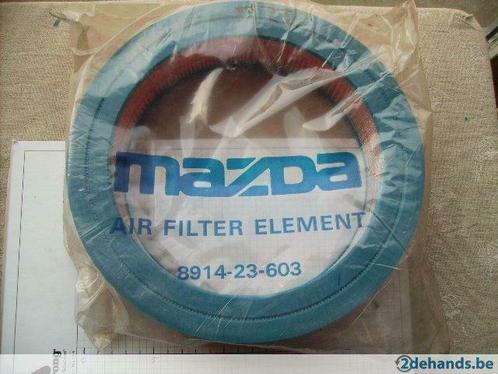 mazda
AIR FILTER ELEMENT
8914-23-603
2dehands.be